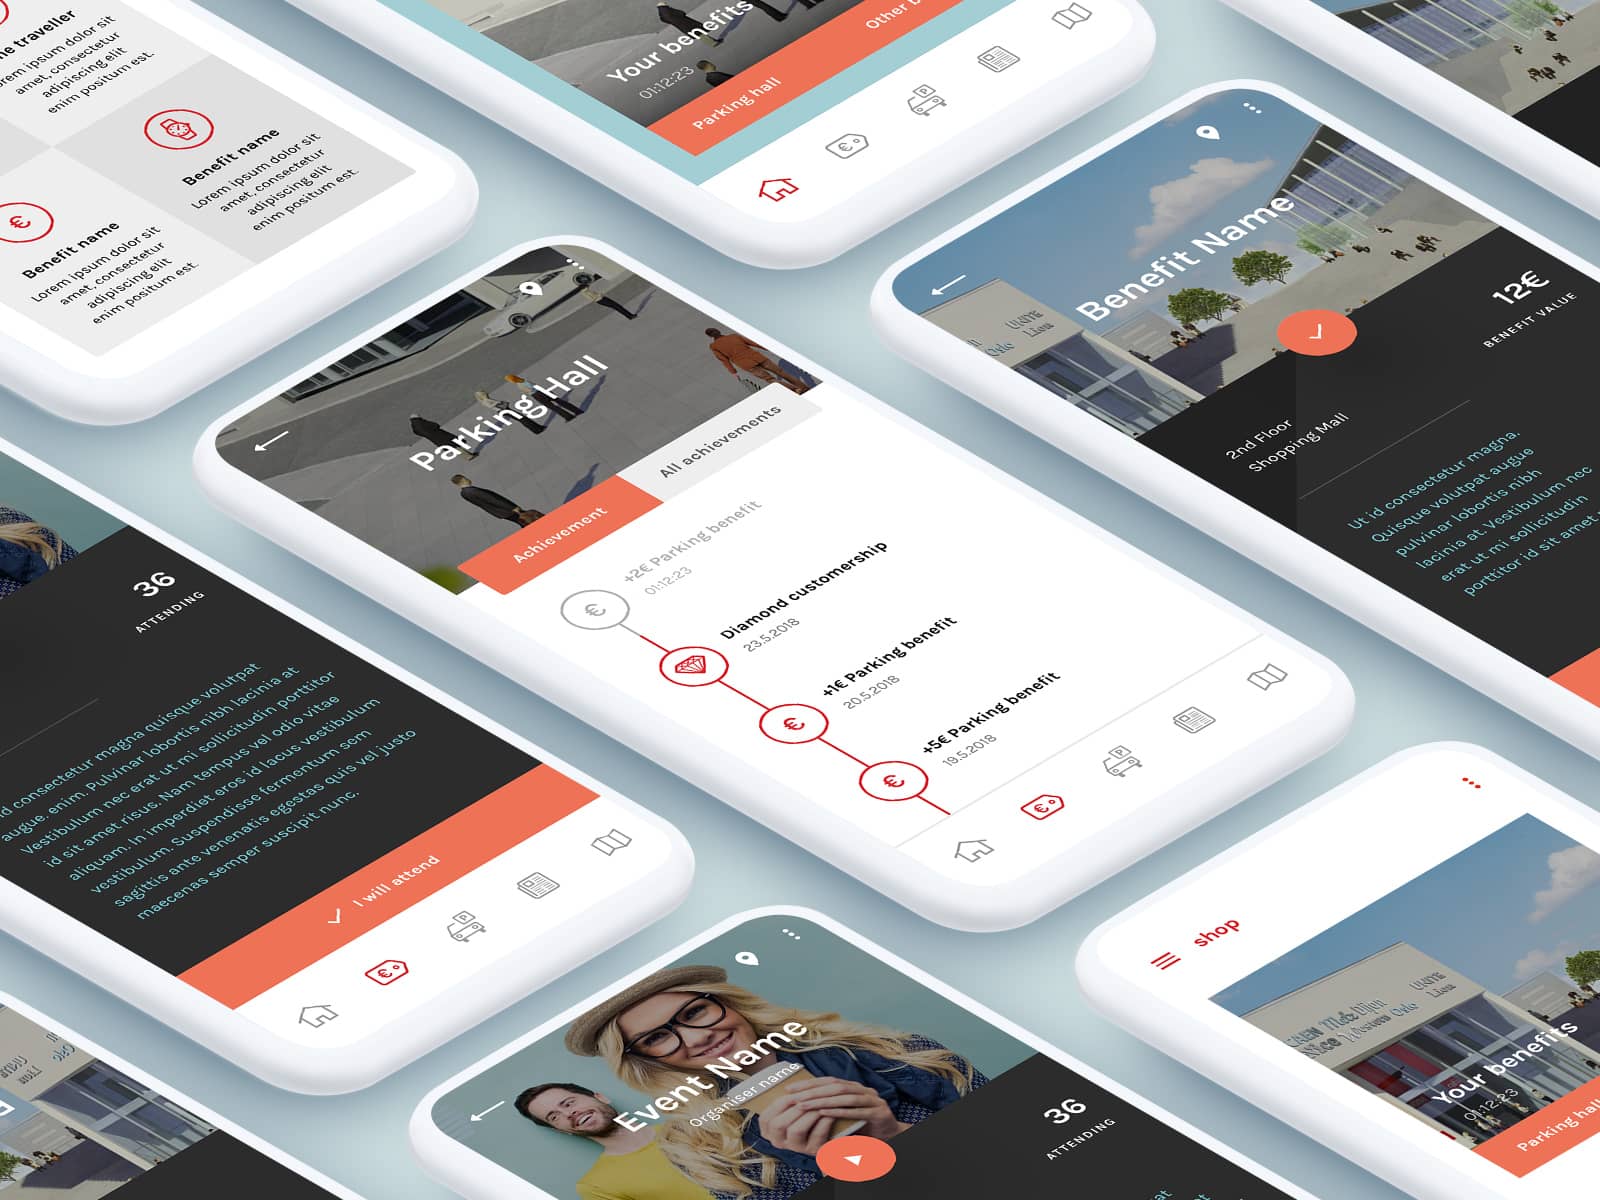 Lorem ipsum dolor sit
amet, consectetur
adipiscing elit
enim positum est.
Benefit name
Lorem ipsum dolor sit
amet, consectetur
adipiscing elit
enim positum est.
Benefit name
Lorem ipsum dolor sit
amet, consectetur
adipiscing elit
enim positum est.
Your benefits
01:12:23
Parking hall
Other
Benefit Name
12€
BENEFIT VALUE
2nd Floor
Shopping Mall
Ut id consectetur magna.
Quisque volutpat augue
pulvinar lobortis nibh
lacinia at. Vestibulum nec
erat ut mi sollicitudin
porttitor id sit amet
Parking Hall
Achievement
All achievements
+2€ Parking benefit
01:12:23
Diamond customership
23.5.2018
+1€ Parking benefit
20.5.2018
+5€ Parking benefit
19.5.2018
36
ATTENDING
id consectetur magna quisque volutpat
augue. enim. Pulvinar lobortis nibh lacinia at
Vestibulum nec erat ut mi sollicitudin porttitor
id sit amet risus. Nam tempus vel odio vitae
aliquam. In imperdiet eros id lacus vestibulum
vestibulum. Suspendisse fermentum sem
sagittis ante venenatis egestas quis vel justo
maecenas semper suscipit nunc.
I will attend
Event Name
Organiser name
36
ATTENDING
shop
Your benefits
01:12:23
Parking hall